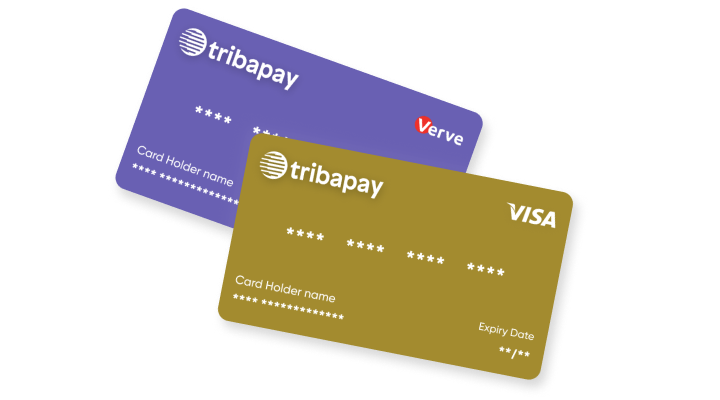 tribapay
Verve
**** ***
Card Holder name
**** *************
tribapay
VISA
**** **** **** ****
Card Holder name
**** *************
Expiry Date
**/**